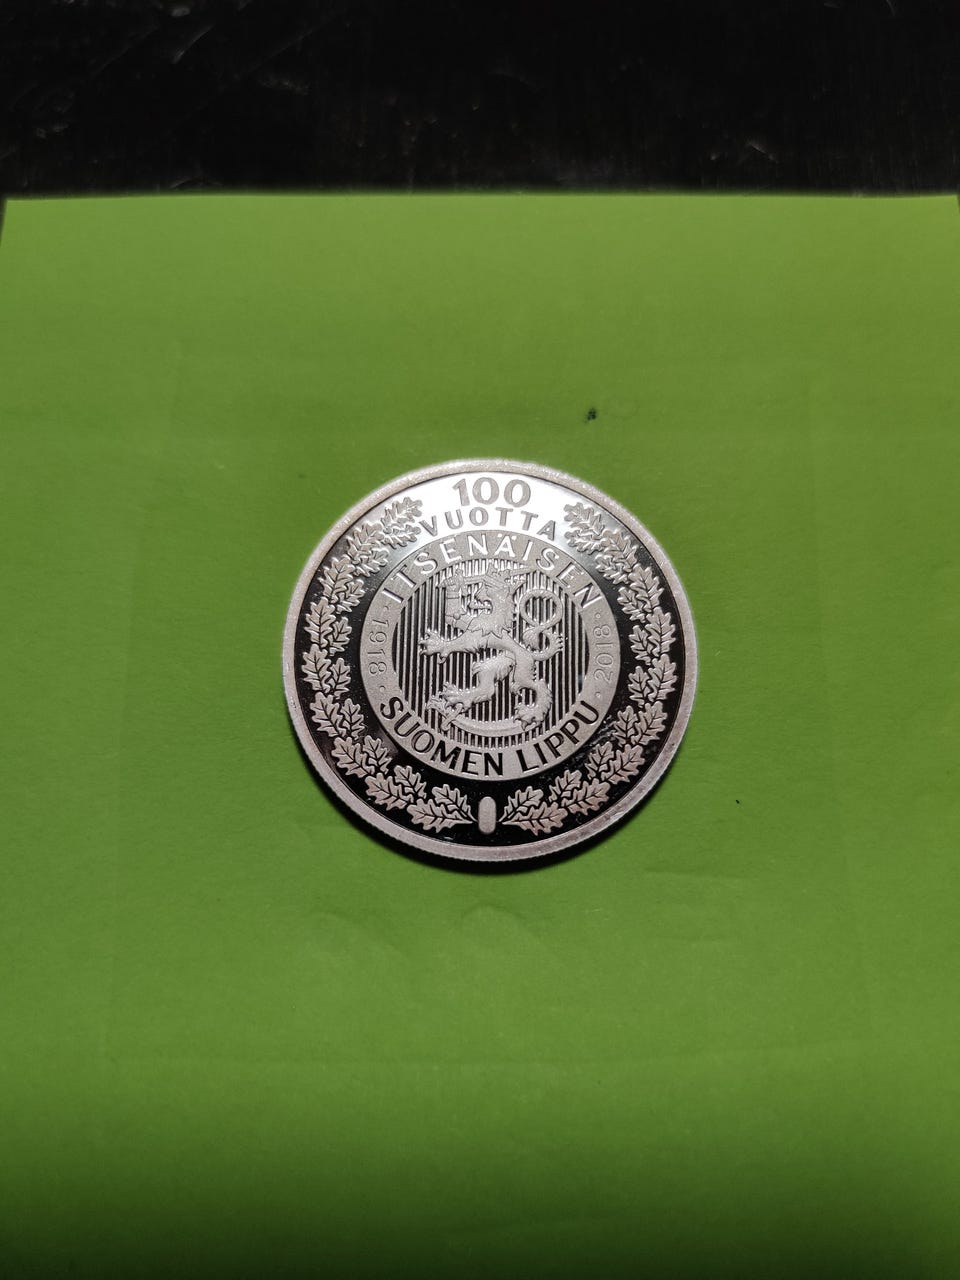 100
VUOTTA
ITSENÄISEN
· 1918 ·
· 2018 ·
SUOMEN LIPPU